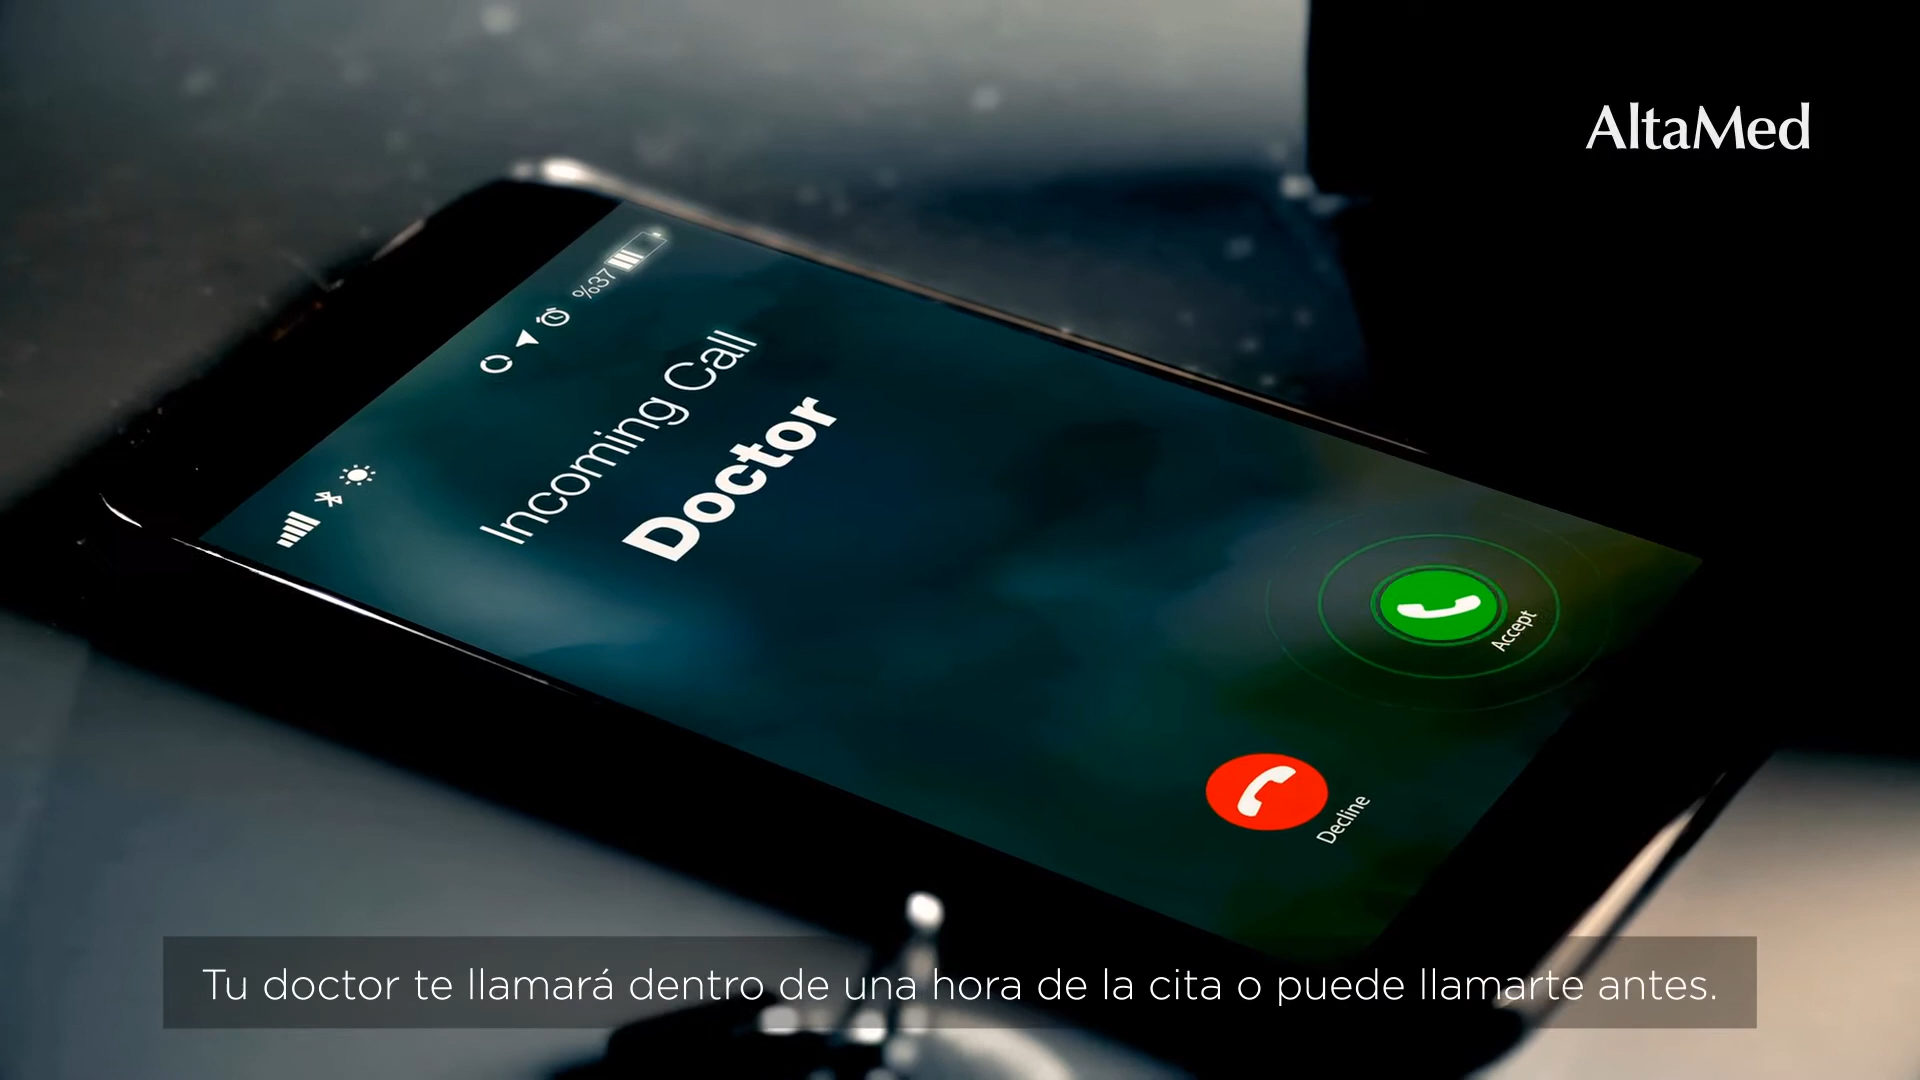 AltaMed
%37
Incoming Call
Doctor
Accept
Decline
Tu doctor te llamará dentro de una hora de la cita o puede llamarte antes.